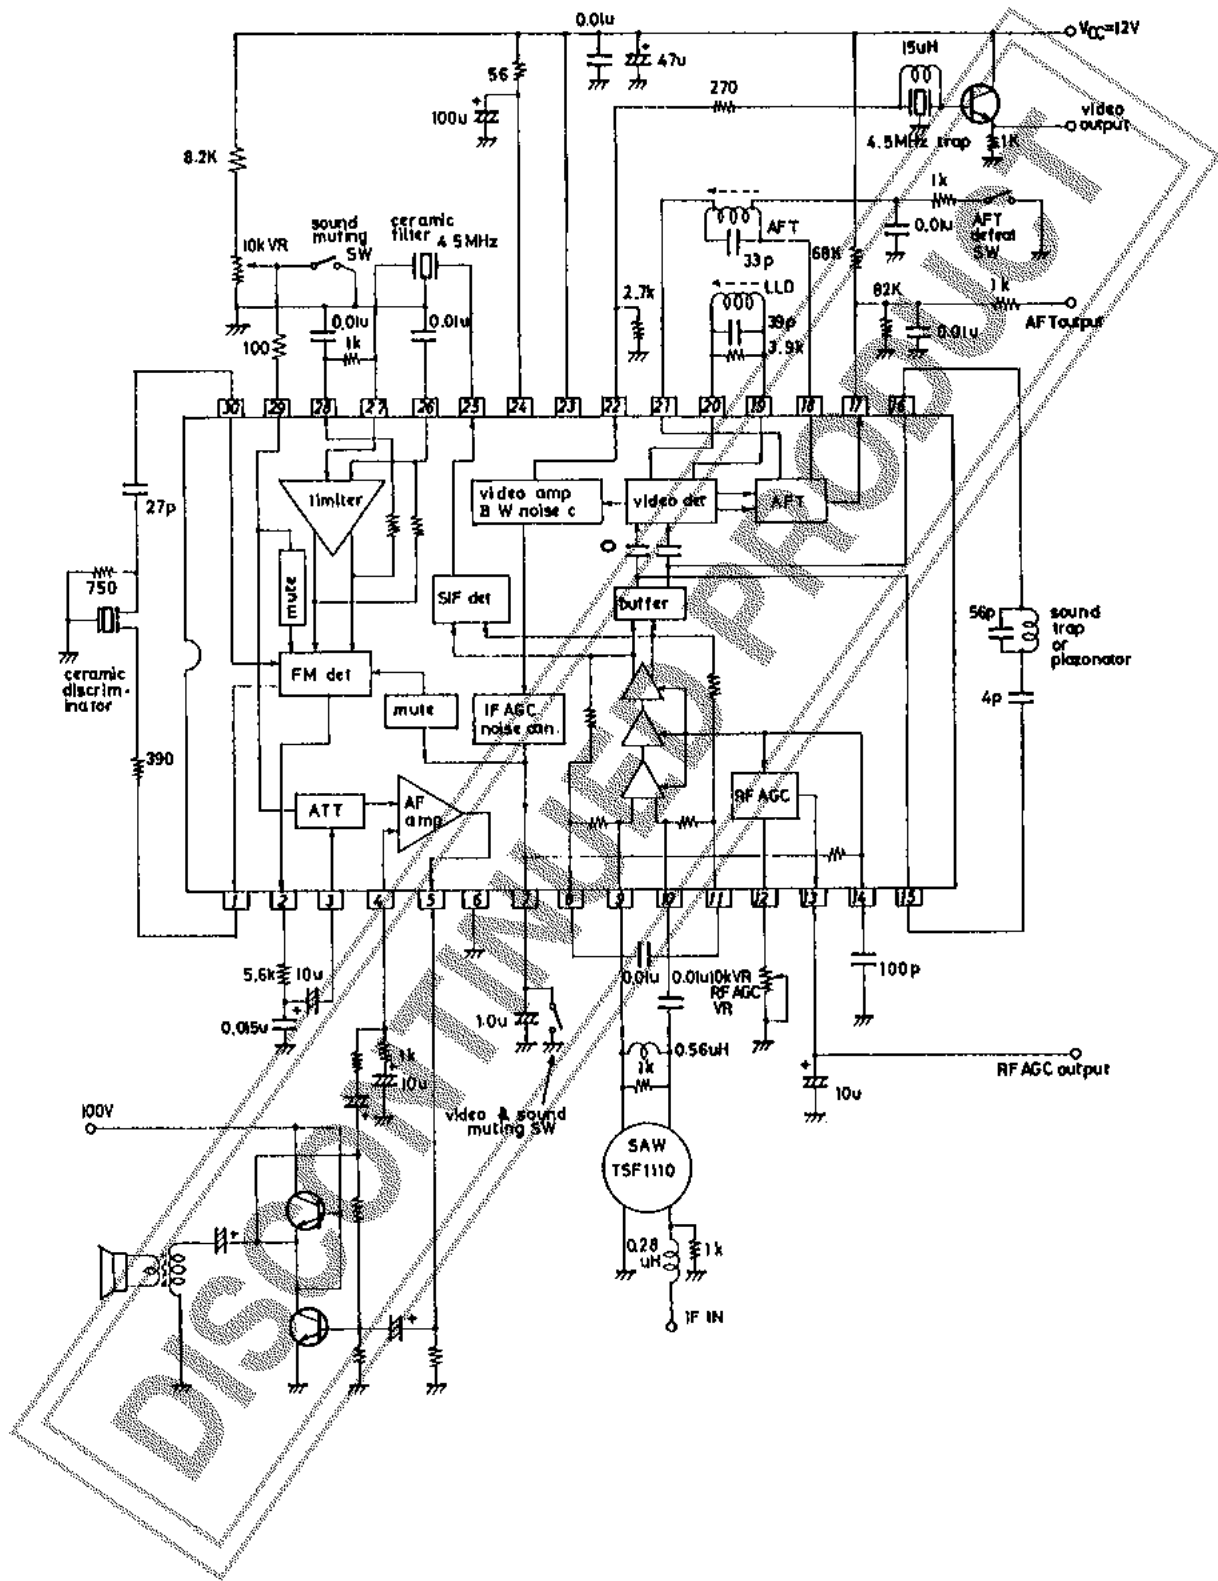 0.01u
VCC=12V
56
47u
15uH
270
100u
video
output
4.5MHz trap
1K
8.2K
1k
sound
muting
SW
ceramic
filter
4.5MHz
AFT
0.01u
AFT
defeat
SW
10kVR
33p
68K
LLD
2.7k
82K
1k
39p
AFT output
0.01u
0.01u
0.01u
100
1k
3.9k
30 29 28 27 26 25 24 23 22 21 20 19 18 17 16
limiter
video amp
B W noise c
video det
AFT
27p
mute
SIF det
buffer
750
56p
sound
trap
or
plazonator
ceramic
discrim-
inator
FM det
4p
mute
IF AGC
noise can.
390
RF AGC
ATT
AF
amp
1 2 3 4 5 6 7 8 9 10 11 12 13 14 15
5.6k
10u
0.01u
0.01u
10kVR
RF AGC
VR
100p
0.015u
1.0u
1k
0.56uH
10u
1k
RF AGC output
10u
100V
video & sound
muting SW
SAW
TSF1110
0.28
uH
1k
IF IN
DISCONTINUED PRODUCT